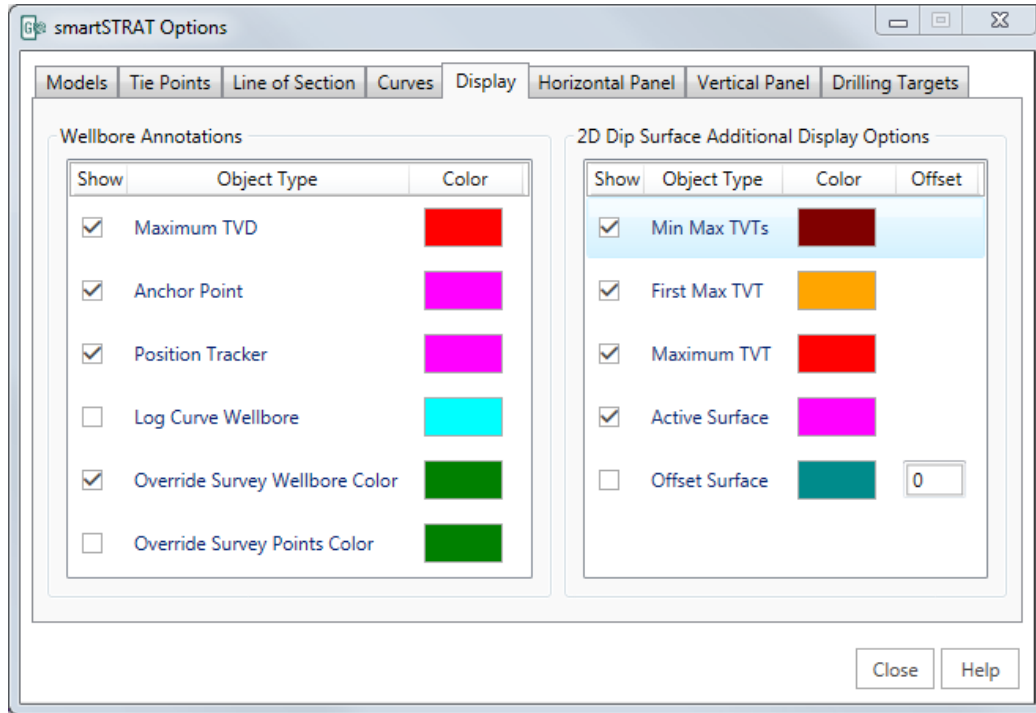 smartSTRAT Options
Models Tie Points Line of Section Curves Display Horizontal Panel Vertical Panel Drilling Targets
Wellbore Annotations
Show Object Type Color
Maximum TVD
Anchor Point
Position Tracker
Log Curve Wellbore
Override Survey Wellbore Color
Override Survey Points Color
2D Dip Surface Additional Display Options
Show Object Type Color Offset
Min Max TVTs
First Max TVT
Maximum TVT
Active Surface
Offset Surface 0
Close Help